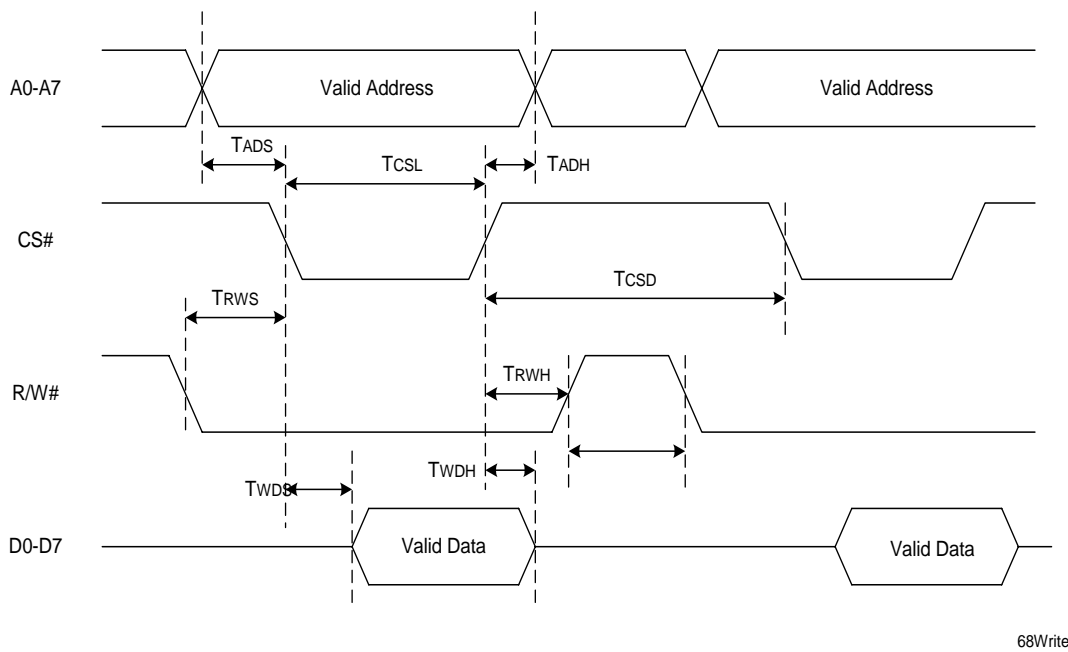 A0-A7
Valid Address
Valid Address
TADS
TCSL
TADH
CS#
TCSD
TRWS
R/W#
TRWH
TWDH
TWDS
D0-D7
Valid Data
Valid Data
68Write